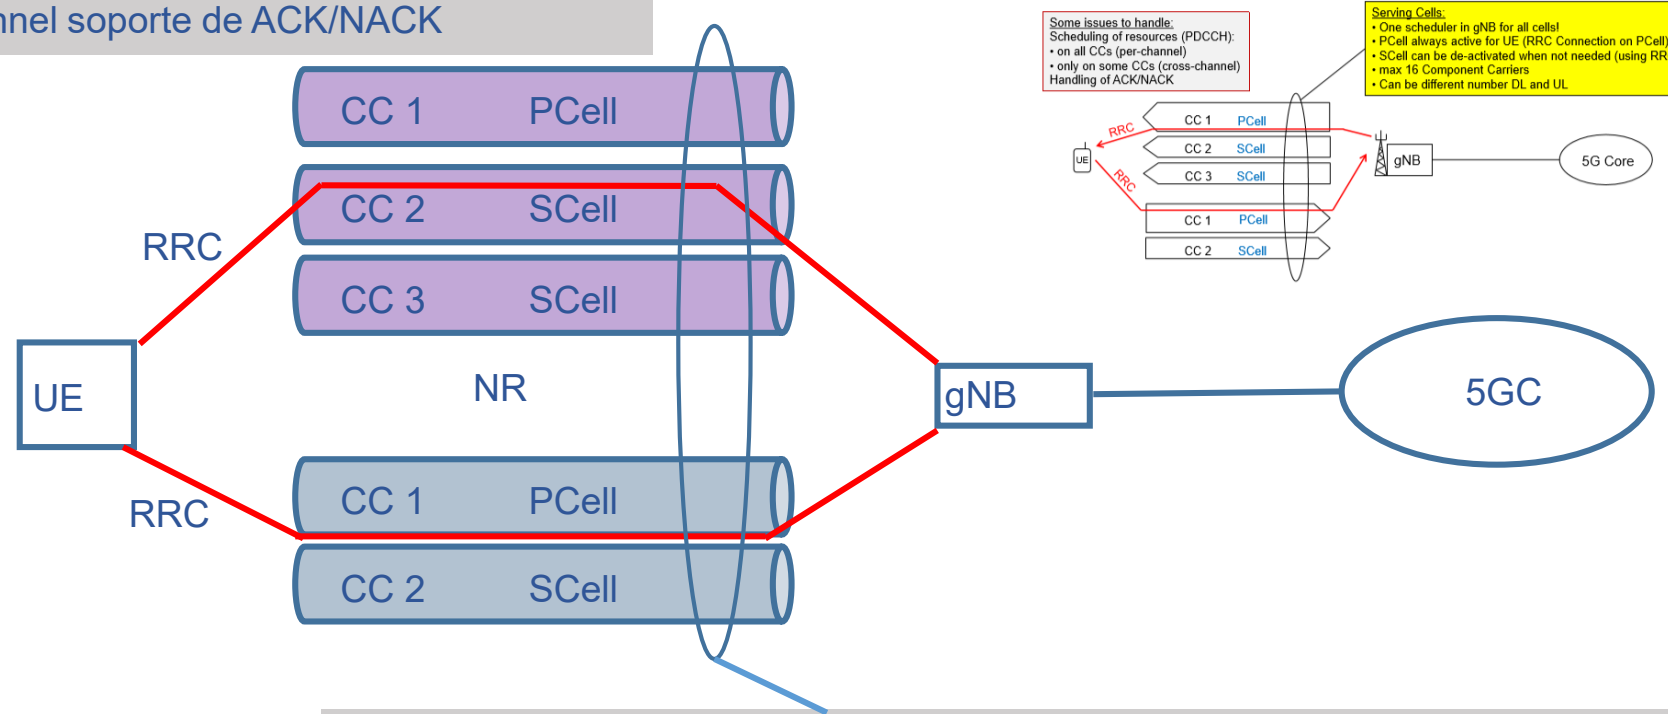 nnel soporte de ACK/NACK
CC 1 PCell
CC 2 SCell
CC 3 SCell
RRC
UE
NR
gNB
5GC
RRC
CC 1 PCell
CC 2 SCell
Some issues to handle:
Scheduling of resources (PDCCH):
• on all CCs (per-channel)
• only on some CCs (cross-channel)
Handling of ACK/NACK
Serving Cells:
• One scheduler in gNB for all cells!
• PCell always active for UE (RRC Connection on PCell)
• SCell can be de-activated when not needed (using RR
• max 16 Component Carriers
• Can be different number DL and UL
CC 1 PCell
RRC
CC 2 SCell
UE
gNB
5G Core
CC 3 SCell
RRC
CC 1 PCell
CC 2 SCell